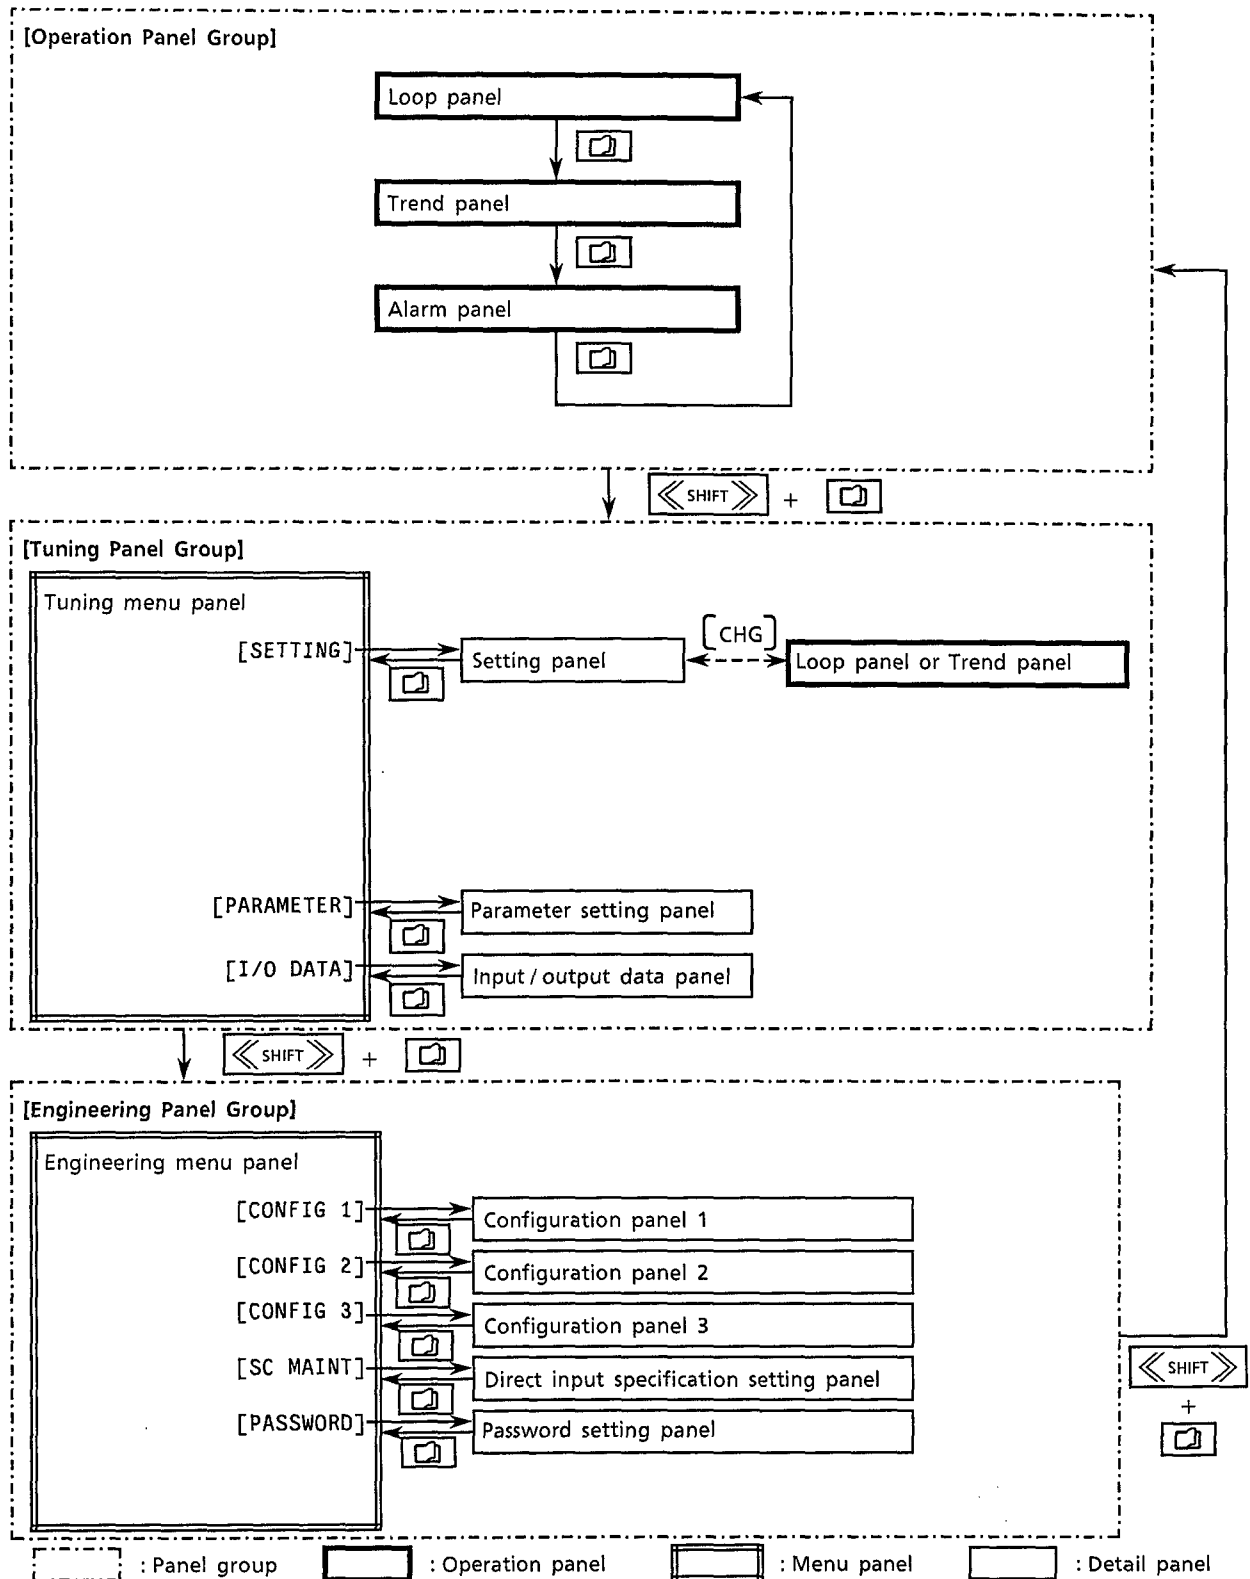 [Operation Panel Group]
Loop panel
Trend panel
Alarm panel
SHIFT +
[Tuning Panel Group]
Tuning menu panel
[SETTING]
Setting panel
[CHG]
Loop panel or Trend panel
[PARAMETER]
Parameter setting panel
[I/O DATA]
Input / output data panel
SHIFT +
[Engineering Panel Group]
Engineering menu panel
[CONFIG 1]
Configuration panel 1
[CONFIG 2]
Configuration panel 2
[CONFIG 3]
Configuration panel 3
[SC MAINT]
Direct input specification setting panel
[PASSWORD]
Password setting panel
SHIFT
+
: Panel group : Operation panel : Menu panel : Detail panel